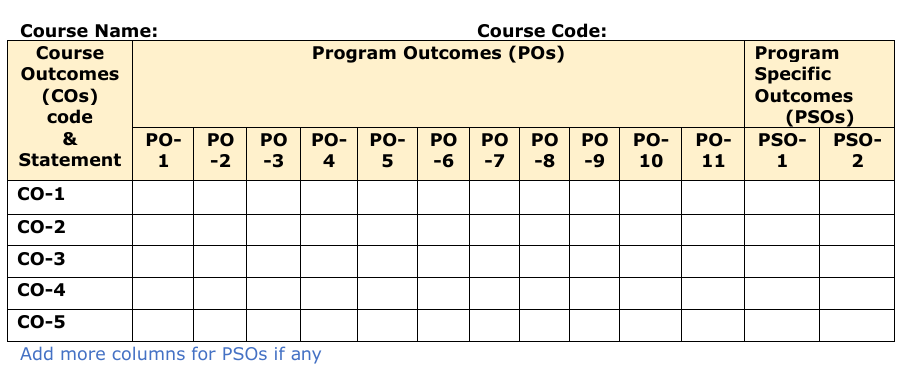 Course Name: Course Code:
Course
Outcomes
(COs)
code
&
Statement
Program Outcomes (POs)
Program
Specific
Outcomes
(PSOs)
PO-
1
PO
-2
PO
-3
PO-
4
PO-
5
PO
-6
PO
-7
PO
-8
PO
-9
PO-
10
PO-
11
PSO-
1
PSO-
2
CO-1
CO-2
CO-3
CO-4
CO-5
Add more columns for PSOs if any